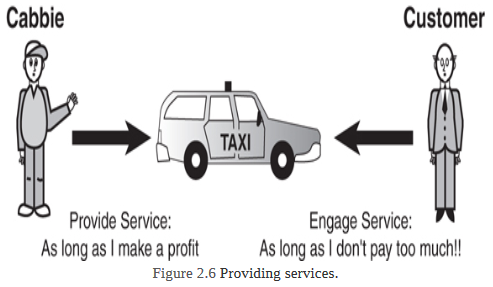 Cabbie
Customer
TAXI
Provide Service:
As long as I make a profit
Engage Service:
As long as I don't pay too much!!
Figure 2.6 Providing services.